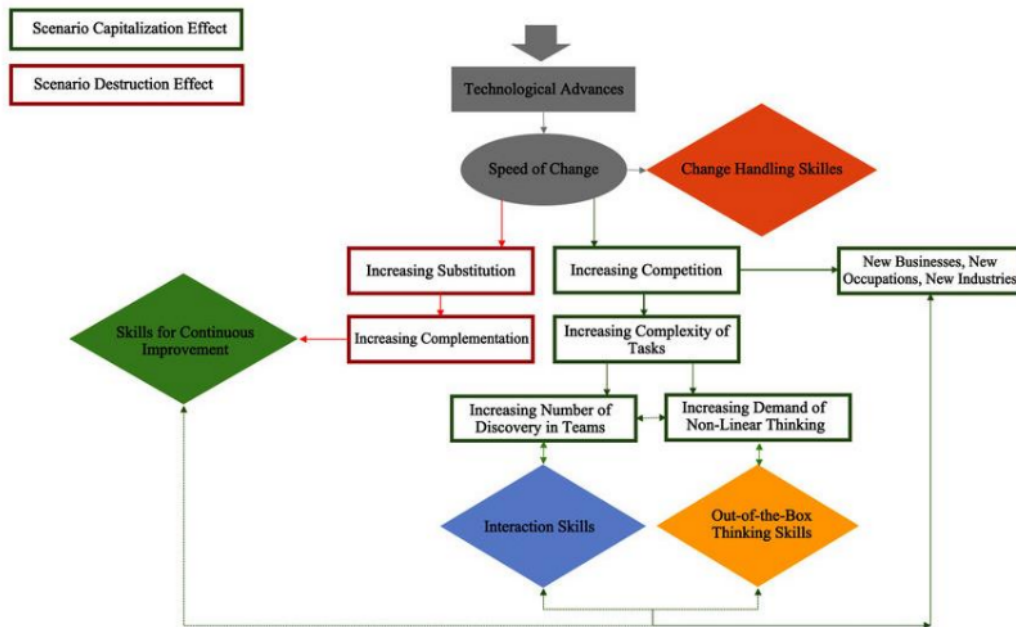 Scenario Capitalization Effect
Scenario Destruction Effect
Technological Advances
Speed of Change
Change Handling Skilles
Increasing Substitution
Increasing Competition
New Businesses, New
Occupations, New Industries
Skills for Continuous
Improvement
Increasing Complementation
Increasing Complexity of
Tasks
Increasing Number of
Discovery in Teams
Increasing Demand of
Non-Linear Thinking
Interaction Skills
Out-of-the-Box
Thinking Skills